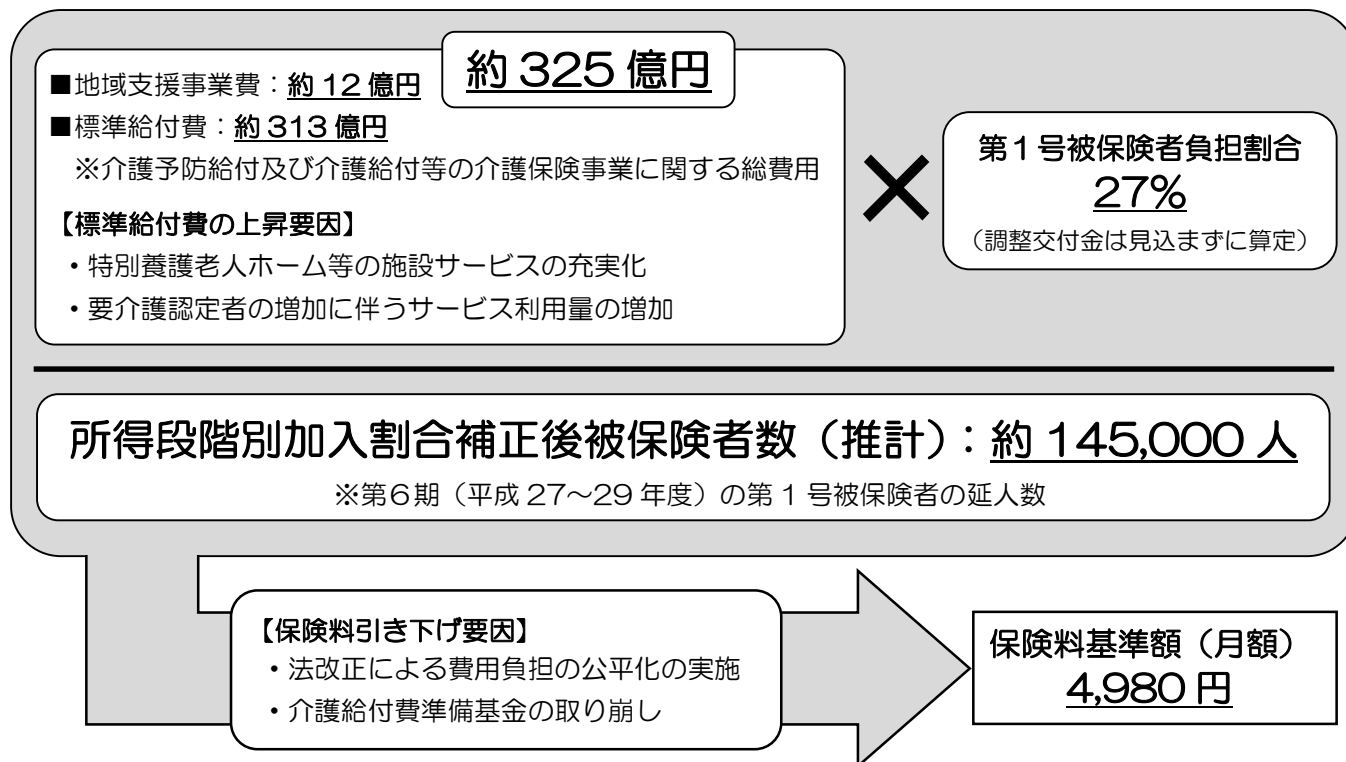 約325億円
■地域支援事業費：約12億円
■標準給付費：約313億円
※介護予防給付及び介護給付等の介護保険事業に関する総費用
【標準給付費の上昇要因】
・特別養護老人ホーム等の施設サービスの充実化
・要介護認定者の増加に伴うサービス利用量の増加
×
第1号被保険者負担割合
27%
（調整交付金は見込まずに算定）
所得段階別加入割合補正後被保険者数（推計）：約145,000人
※第6期（平成27～29年度）の第1号被保険者の延人数
【保険料引き下げ要因】
・法改正による費用負担の公平化の実施
・介護給付費準備基金の取り崩し
保険料基準額（月額）
4,980円